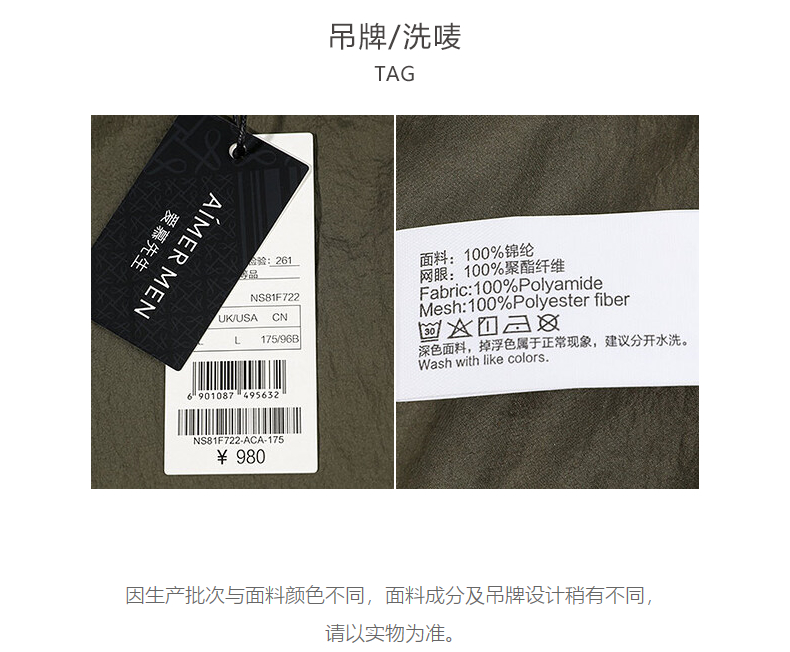 吊牌/洗唛
TAG
AÍMER MEN
爱慕先生
检验：261
等品
NS81F722
UK/USA CN
L 175/96B
6 901087 495632
NS81F722-ACA-175
¥ 980
面料：100%锦纶
网眼：100%聚酯纤维
Fabric:100%Polyamide
Mesh:100%Polyester fiber
30
深色面料，掉浮色属于正常现象，建议分开水洗。
Wash with like colors.
因生产批次与面料颜色不同，面料成分及吊牌设计稍有不同，
请以实物为准。